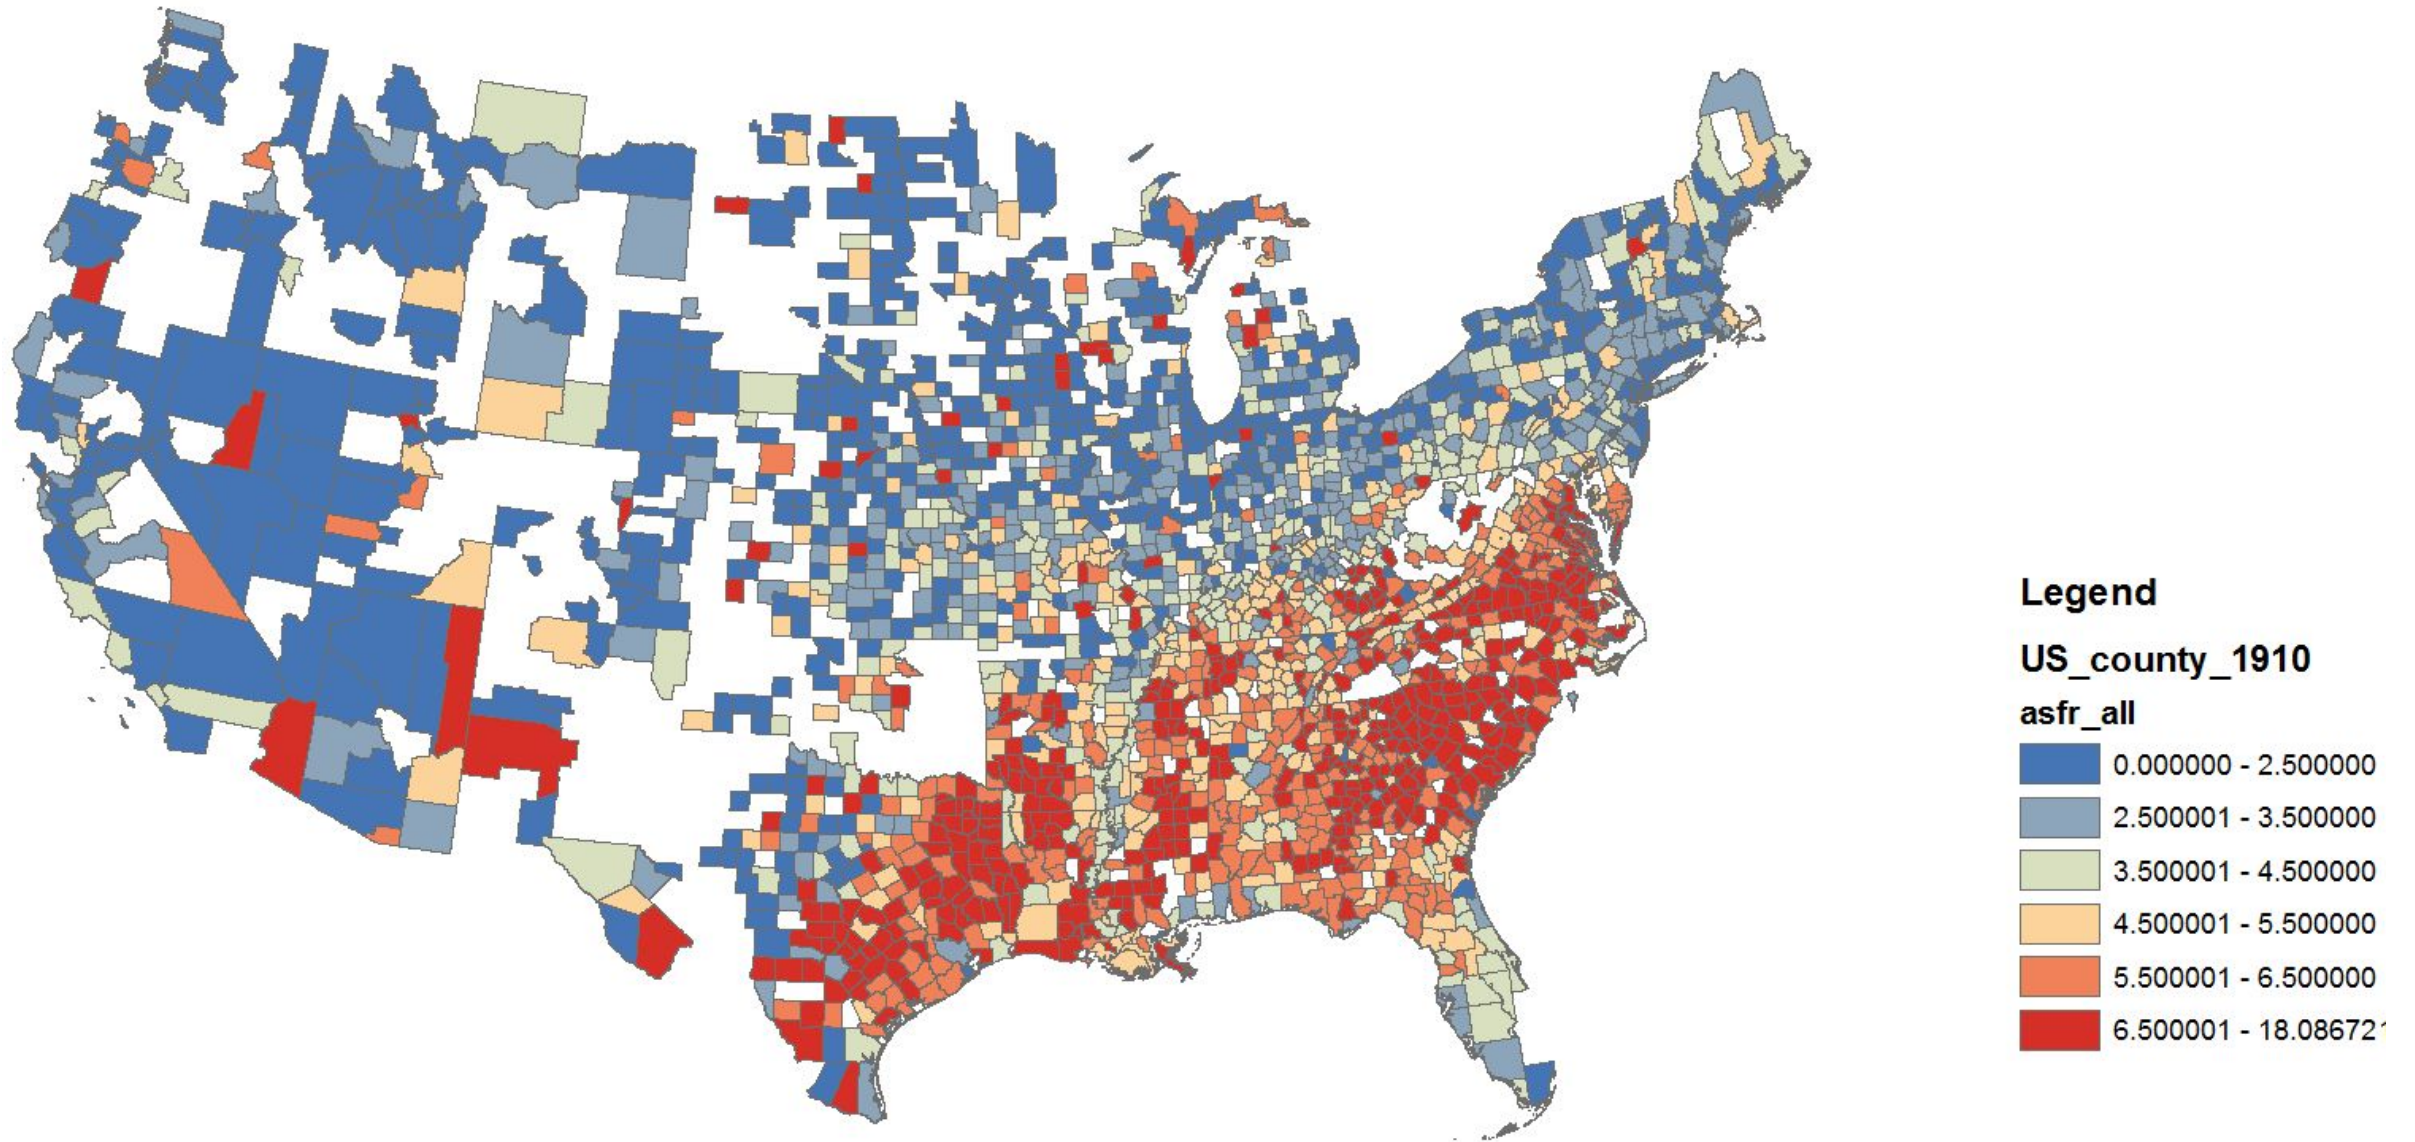 Legend
US_county_1910
asfr_all
0.000000 - 2.500000
2.500001 - 3.500000
3.500001 - 4.500000
4.500001 - 5.500000
5.500001 - 6.500000
6.500001 - 18.086721